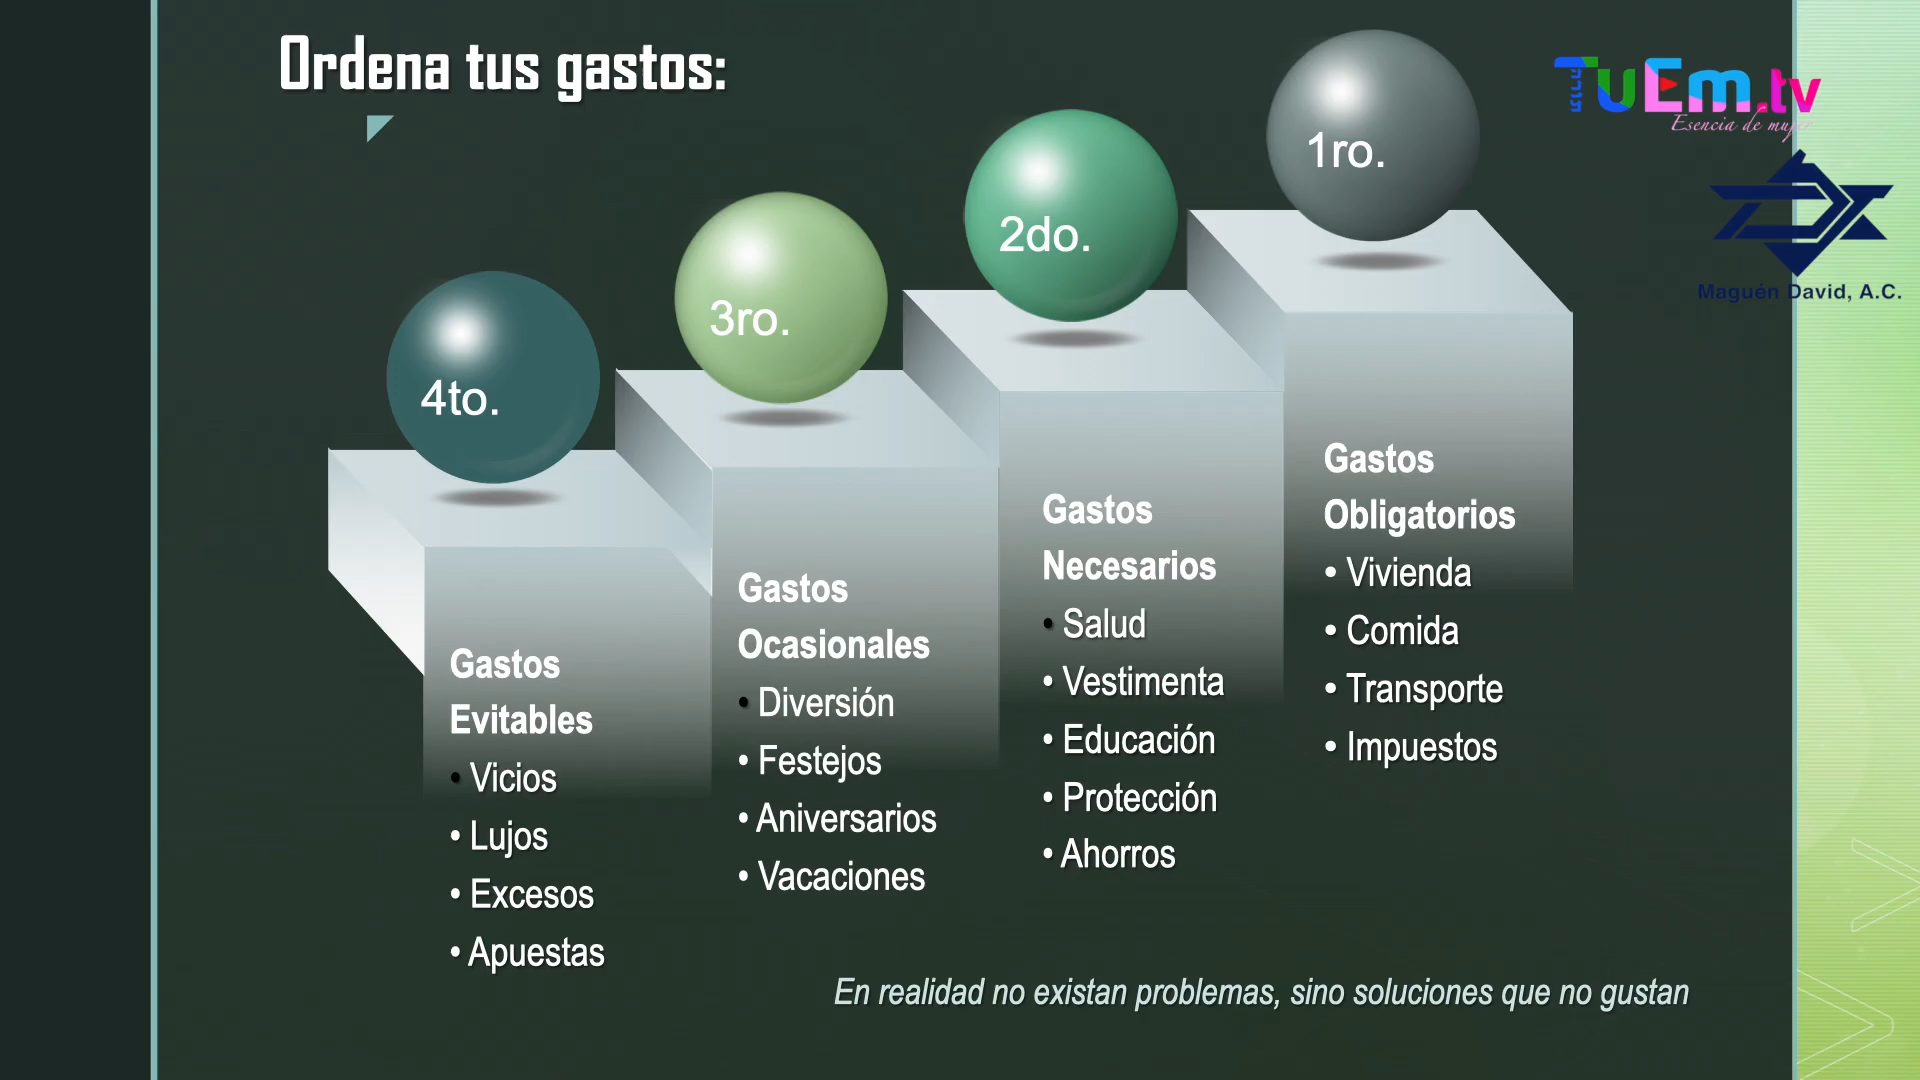 Ordena tus gastos:
TuEm.tv
תורה
Esencia de mujer
Maguén David, A.C.
4to.
Gastos
Evitables
• Vicios
• Lujos
• Excesos
• Apuestas
3ro.
Gastos
Ocasionales
• Diversión
• Festejos
• Aniversarios
• Vacaciones
2do.
Gastos
Necesarios
• Salud
• Vestimenta
• Educación
• Protección
• Ahorros
1ro.
Gastos
Obligatorios
• Vivienda
• Comida
• Transporte
• Impuestos
En realidad no existan problemas, sino soluciones que no gustan